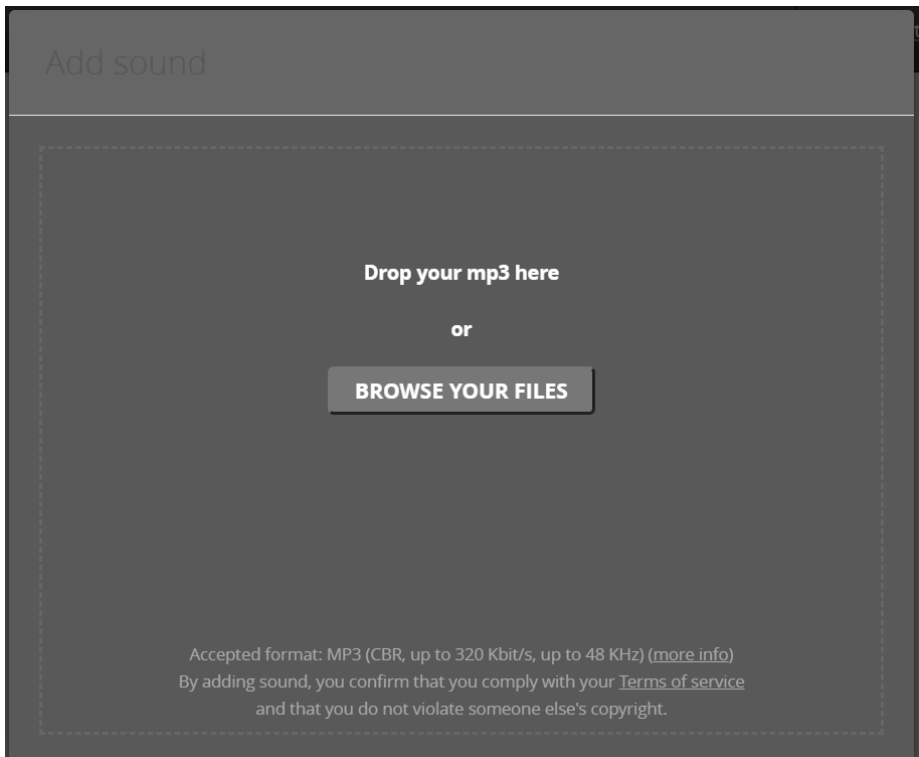 Add sound
Drop your mp3 here
or
BROWSE YOUR FILES
Accepted format: MP3 (CBR, up to 320 Kbit/s, up to 48 KHz) (more info)
By adding sound, you confirm that you comply with your Terms of service
and that you do not violate someone else's copyright.